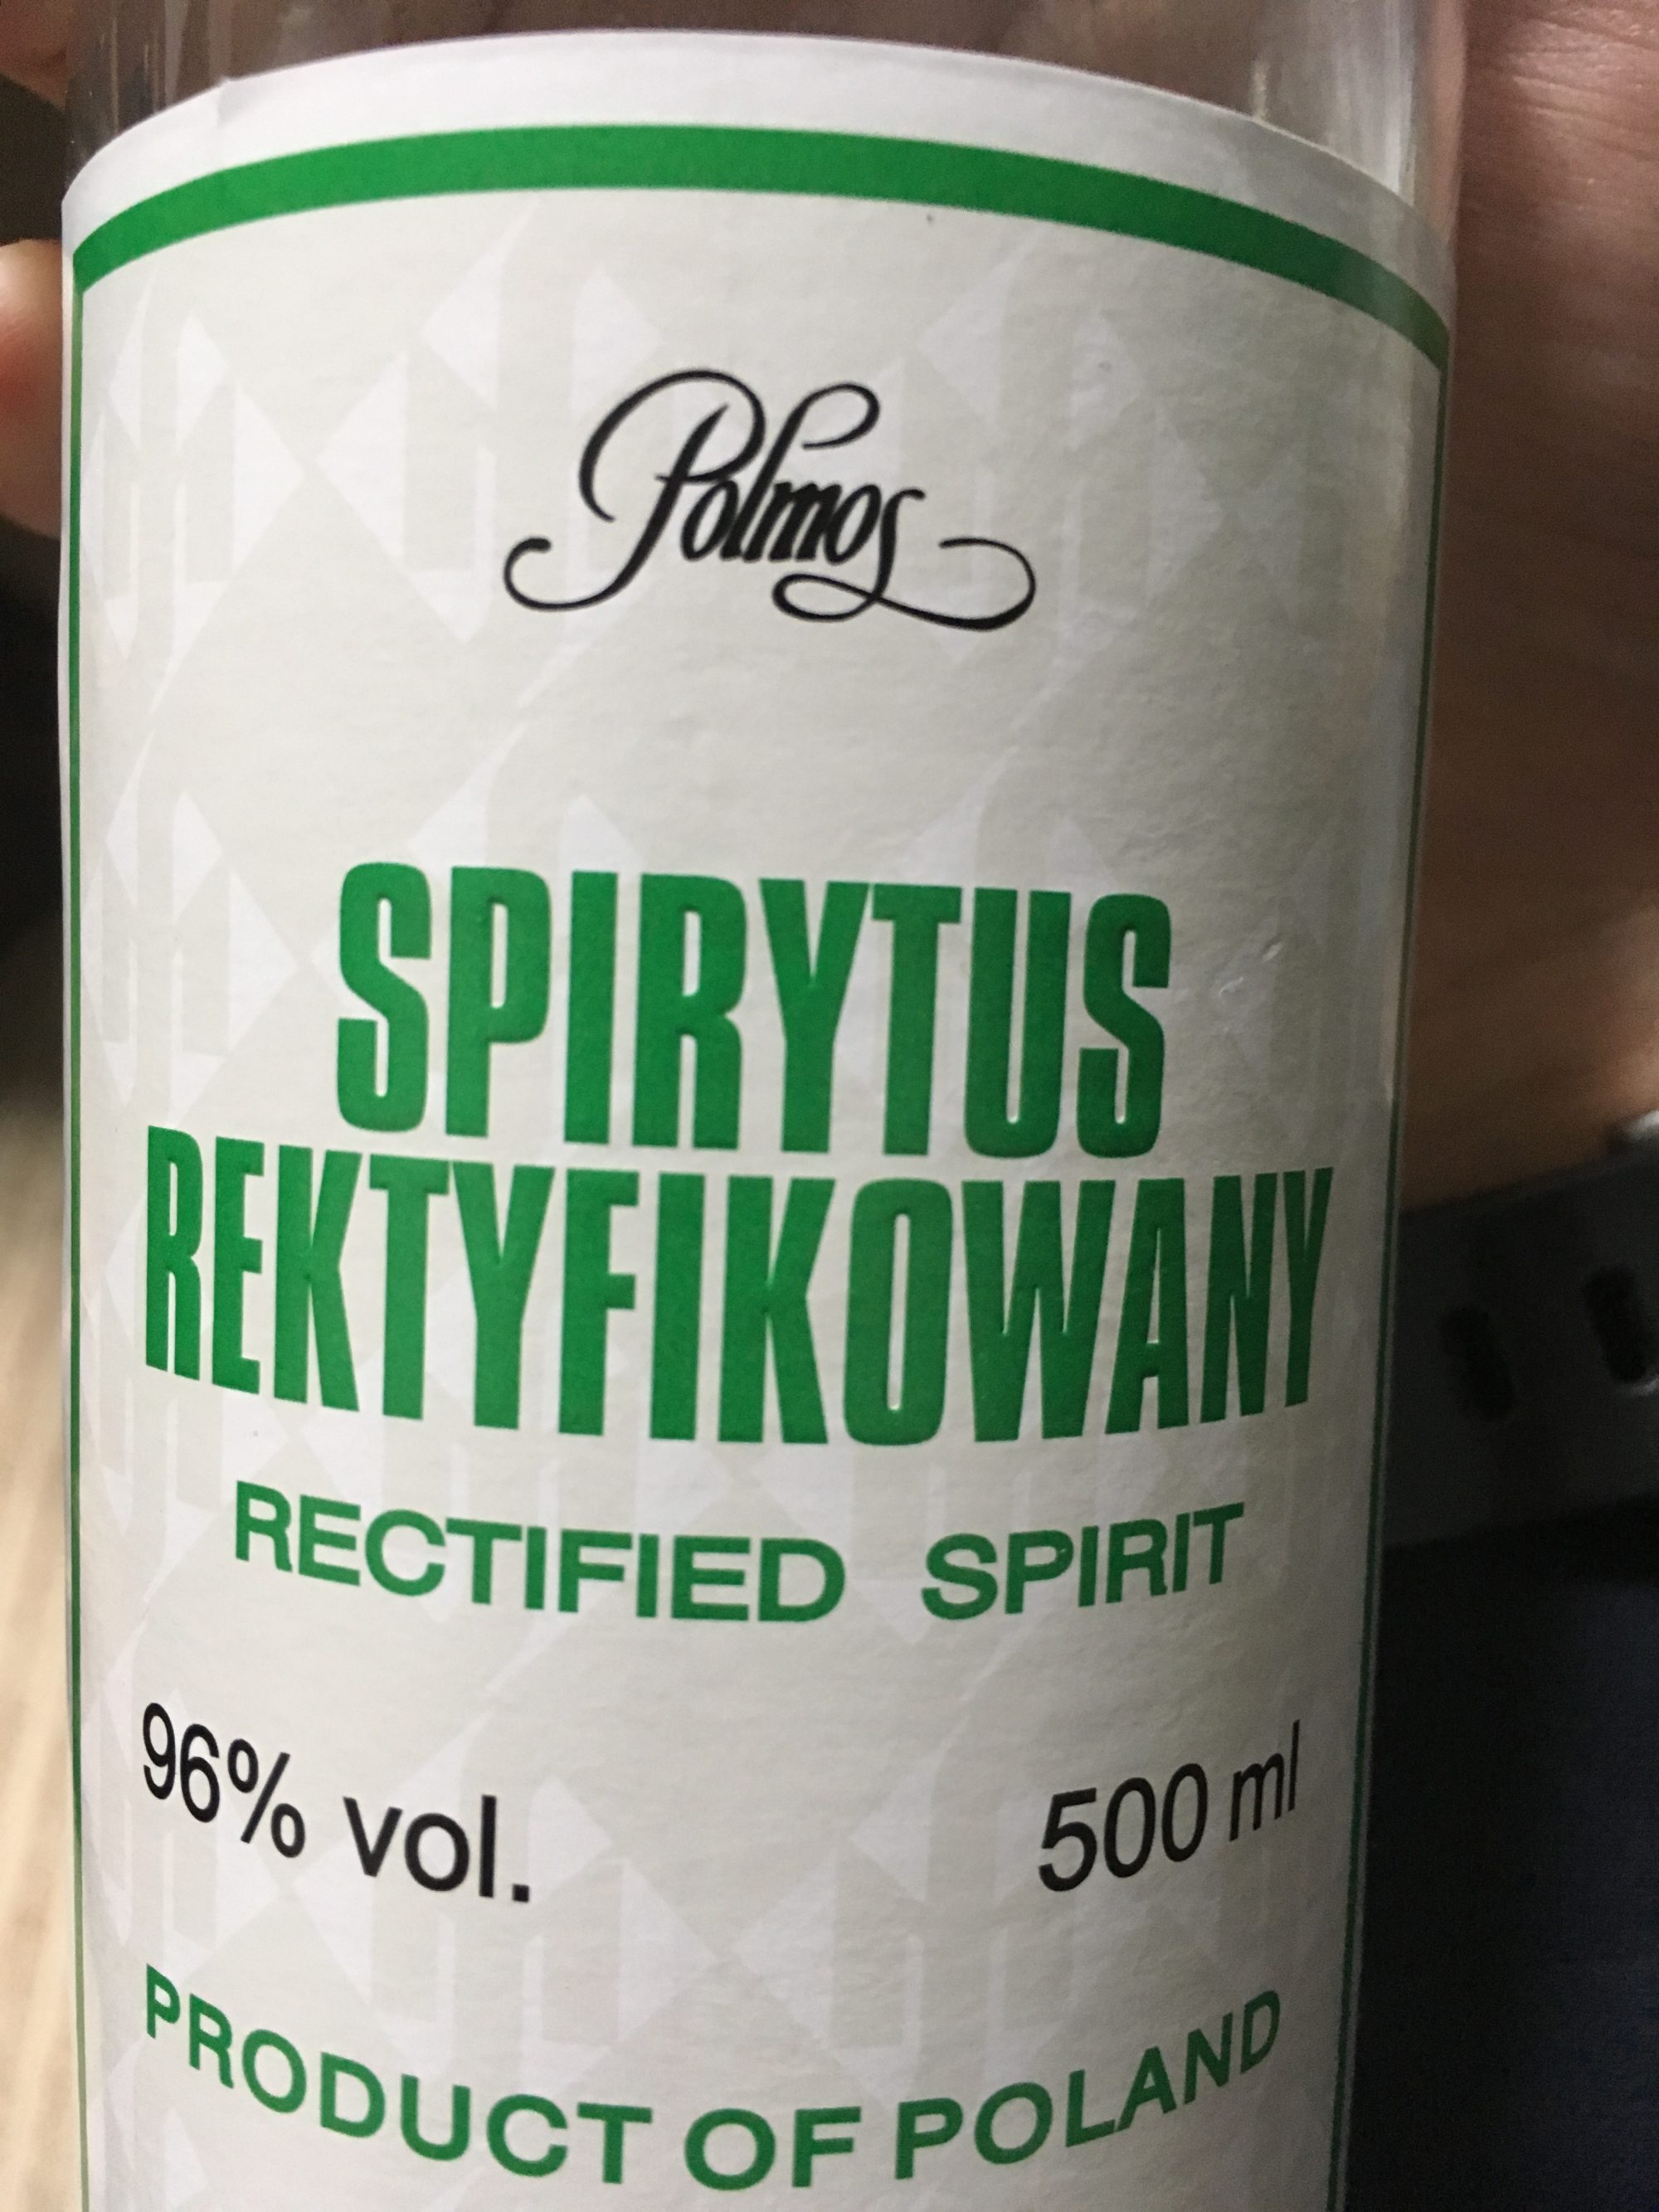 Polmos
SPIRYTUS
REKTYFIKOWANY
RECTIFIED SPIRIT
96% vol. 500 ml
PRODUCT OF POLAND